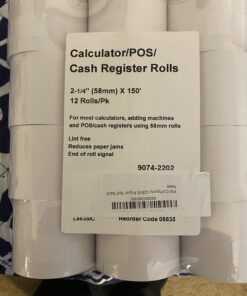 Calculator/POS/
Cash Register Rolls
2-1/4" (58mm) X 150'
12 Rolls/Pk
For most calculators, adding machines
and POS/cash registers using 58mm rolls
Lint free
Reduces paper jams
End of roll signal
9074-2202
New
Reorder Code 08835